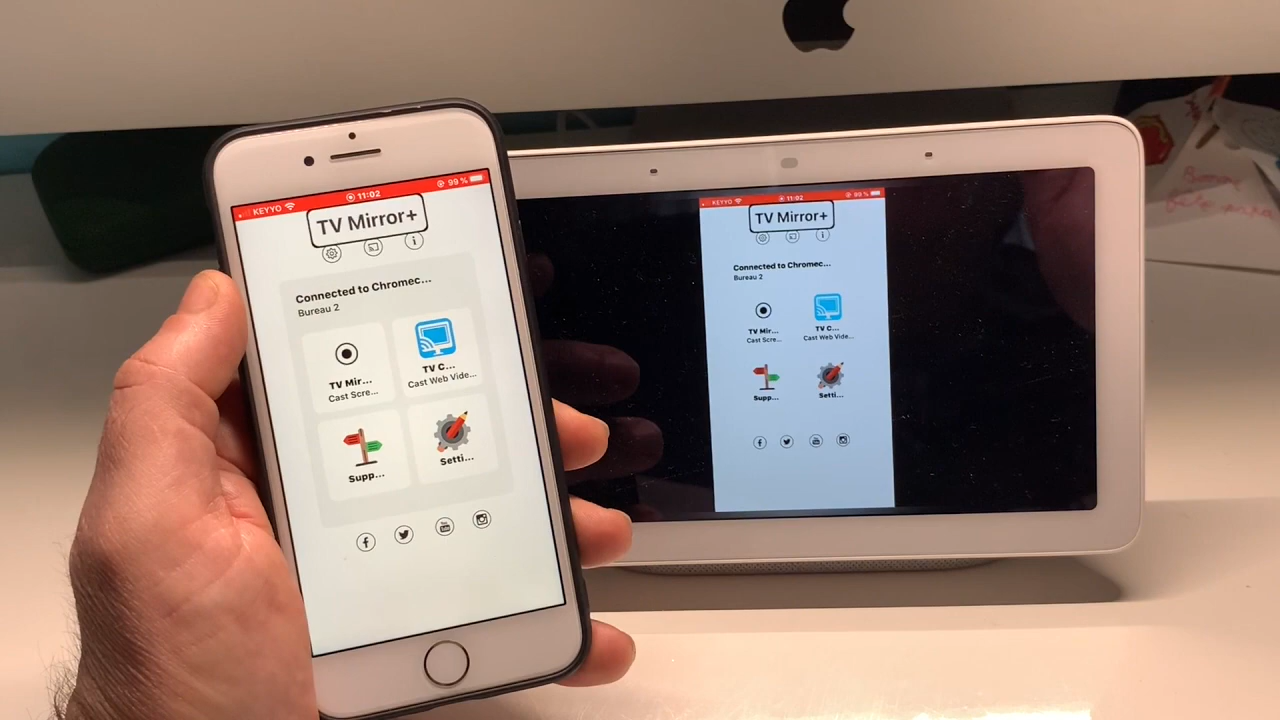 KEYYO 11:02 99 %
TV Mirror+
Connected to Chromec...
Bureau 2
TV Mir...
Cast Scre...
TV C...
Cast Web Vide...
Supp...
Setti...
KEYYO 11:02 99 %
TV Mirror+
Connected to Chromec...
Bureau 2
TV Mir...
Cast Scre...
TV C...
Cast Web Vide...
Supp...
Setti...